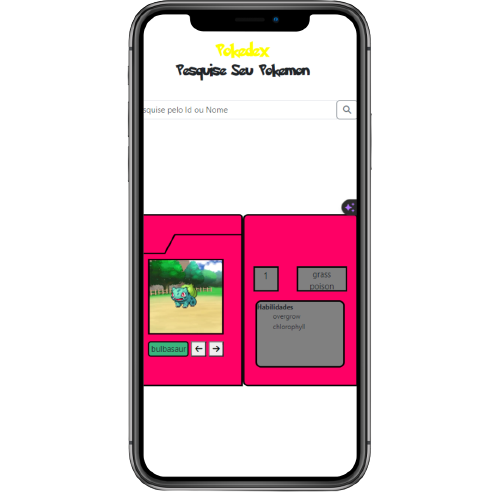 Pokedex
Pesquise Seu Pokemon
squise pelo Id ou Nome
bulbasaur
1
grass
poison
Habilidades
overgrow
chlorophyll